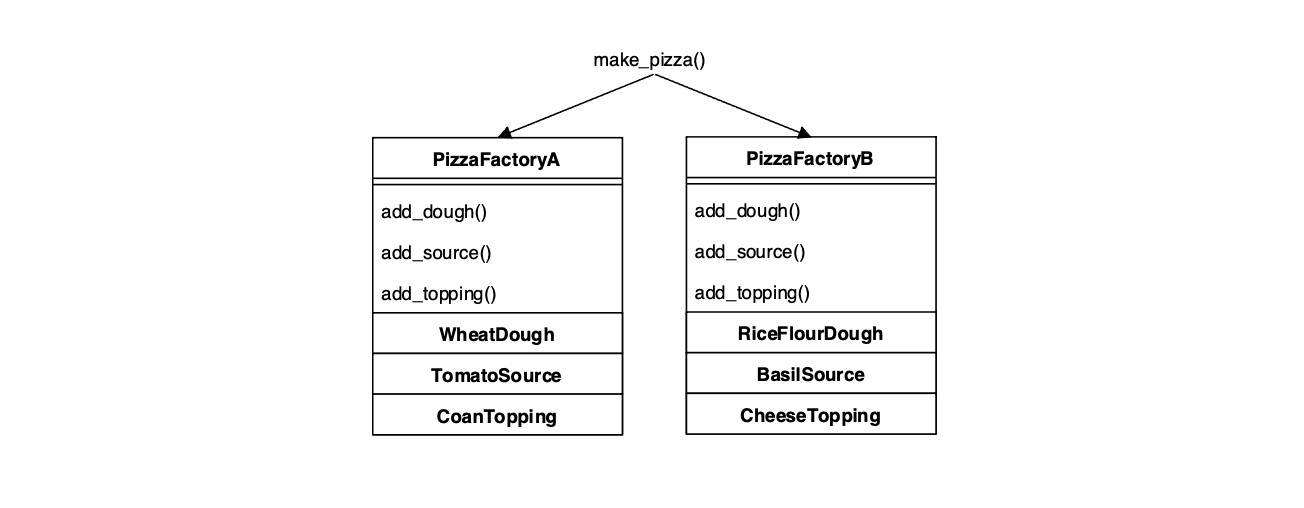 make_pizza()
PizzaFactoryA
add_dough()
add_source()
add_topping()
WheatDough
TomatoSource
CoanTopping
PizzaFactoryB
add_dough()
add_source()
add_topping()
RiceFlourDough
BasilSource
CheeseTopping